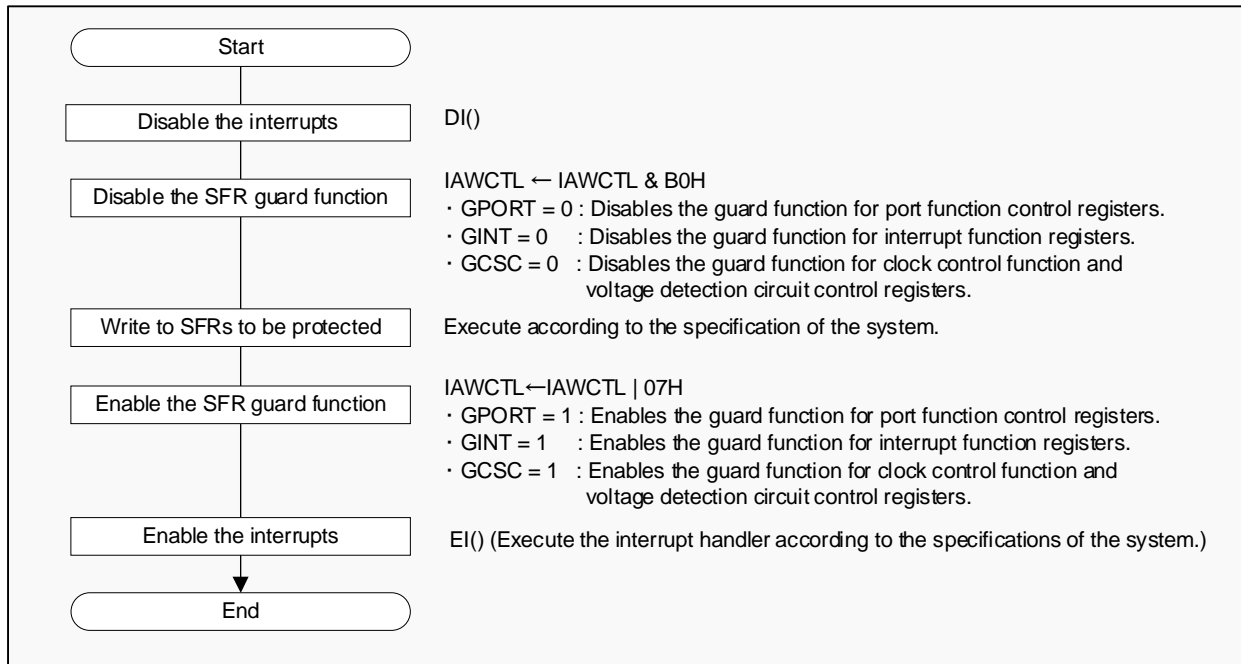 Start
Disable the interrupts
DI()
Disable the SFR guard function
IAWCTL ← IAWCTL & B0H
・GPORT = 0 : Disables the guard function for port function control registers.
・GINT = 0 : Disables the guard function for interrupt function registers.
・GCSC = 0 : Disables the guard function for clock control function and
voltage detection circuit control registers.
Write to SFRs to be protected
Execute according to the specification of the system.
Enable the SFR guard function
IAWCTL←IAWCTL | 07H
・GPORT = 1 : Enables the guard function for port function control registers.
・GINT = 1 : Enables the guard function for interrupt function registers.
・GCSC = 1 : Enables the guard function for clock control function and
voltage detection circuit control registers.
Enable the interrupts
EI() (Execute the interrupt handler according to the specifications of the system.)
End